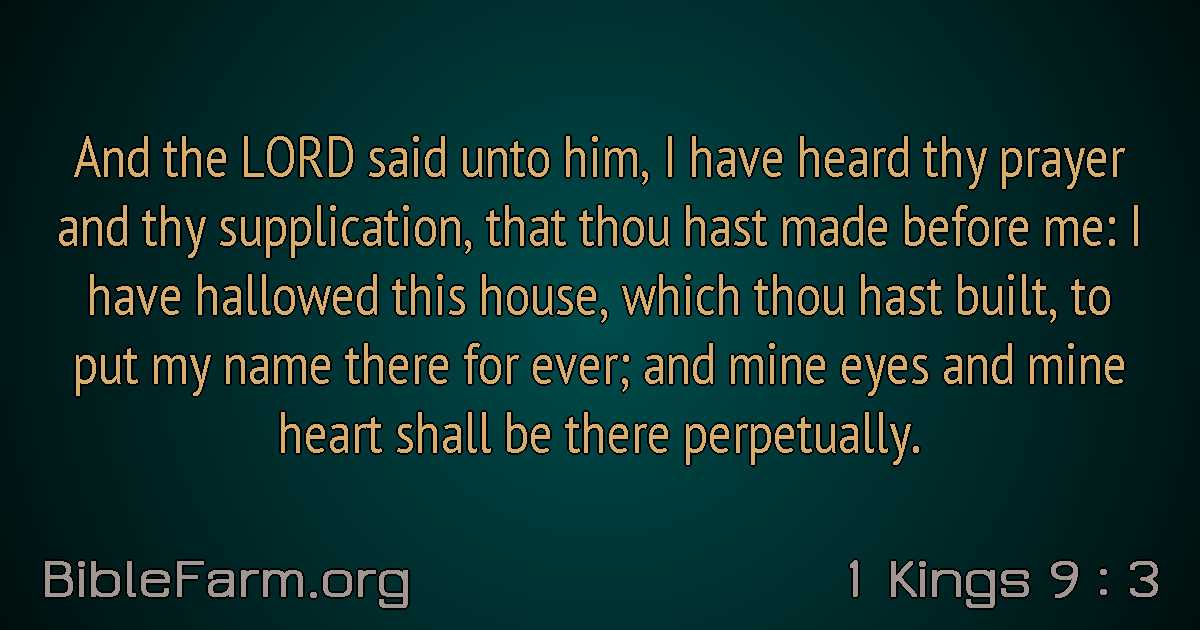 And the LORD said unto him, I have heard thy prayer
and thy supplication, that thou hast made before me: I
have hallowed this house, which thou hast built, to
put my name there for ever; and mine eyes and mine
heart shall be there perpetually.
BibleFarm.org
1 Kings 9 : 3